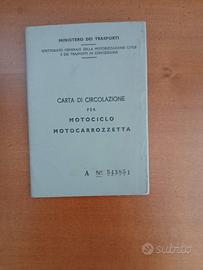 MINISTERO DEI TRASPORTI
ISPETTORATO GENERALE DELLA MOTORIZZAZIONE CIVILE
E DEI TRASPORTI IN CONCESSIONE
CARTA DI CIRCOLAZIONE
PER
MOTOCICLO
MOTOCARROZZETTA
A Nº
subito